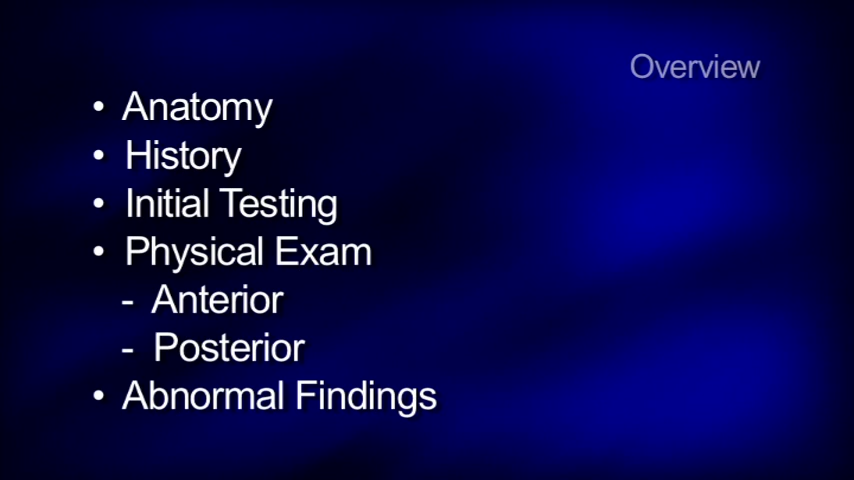 Overview
• Anatomy
• History
• Initial Testing
• Physical Exam
- Anterior
- Posterior
• Abnormal Findings